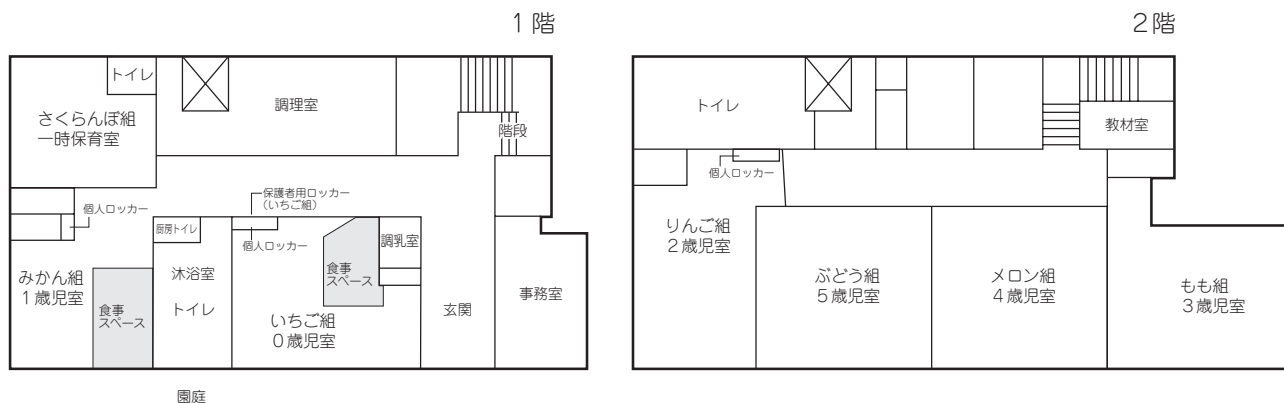 1階
トイレ
調理室
さくらんぼ組
一時保育室
階段
保護者用ロッカー
(いちご組)
個人ロッカー
厨房トイレ
個人ロッカー
調乳室
みかん組
1歳児室
食事
スペース
沐浴室
トイレ
食事
スペース
いちご組
0歳児室
玄関
事務室
園庭
2階
トイレ
教材室
個人ロッカー
りんご組
2歳児室
ぶどう組
5歳児室
メロン組
4歳児室
もも組
3歳児室